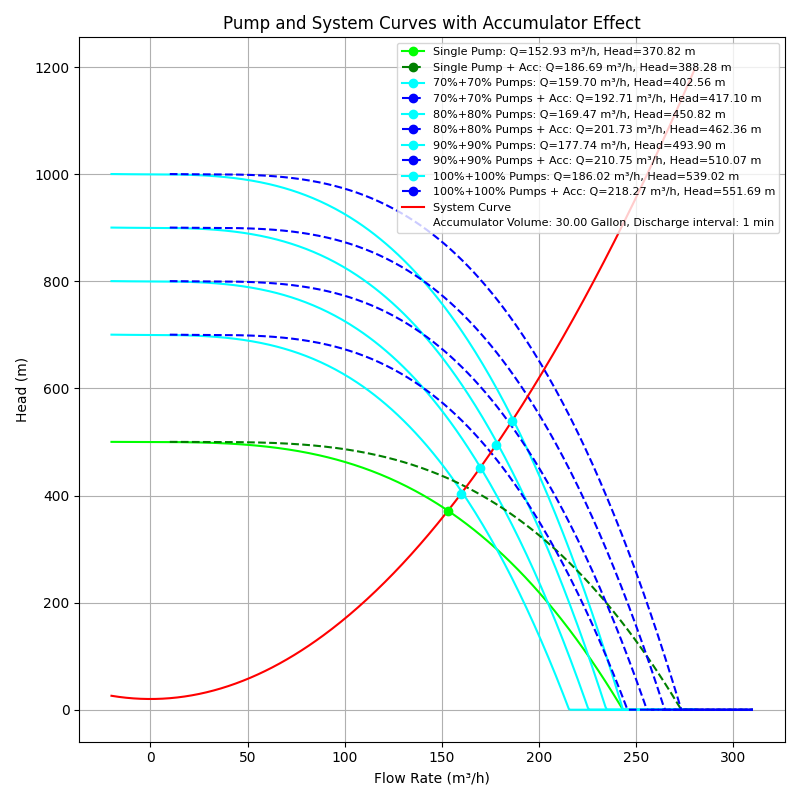 Pump and System Curves with Accumulator Effect
Single Pump: Q=152.93 m³/h, Head=370.82 m
Single Pump + Acc: Q=186.69 m³/h, Head=388.28 m
70%+70% Pumps: Q=159.70 m³/h, Head=402.56 m
70%+70% Pumps + Acc: Q=192.71 m³/h, Head=417.10 m
80%+80% Pumps: Q=169.47 m³/h, Head=450.82 m
80%+80% Pumps + Acc: Q=201.73 m³/h, Head=462.36 m
90%+90% Pumps: Q=177.74 m³/h, Head=493.90 m
90%+90% Pumps + Acc: Q=210.75 m³/h, Head=510.07 m
100%+100% Pumps: Q=186.02 m³/h, Head=539.02 m
100%+100% Pumps + Acc: Q=218.27 m³/h, Head=551.69 m
System Curve
Accumulator Volume: 30.00 Gallon, Discharge interval: 1 min
1200
1000
800
600
400
200
0
Head (m)
0 50 100 150 200 250 300
Flow Rate (m³/h)